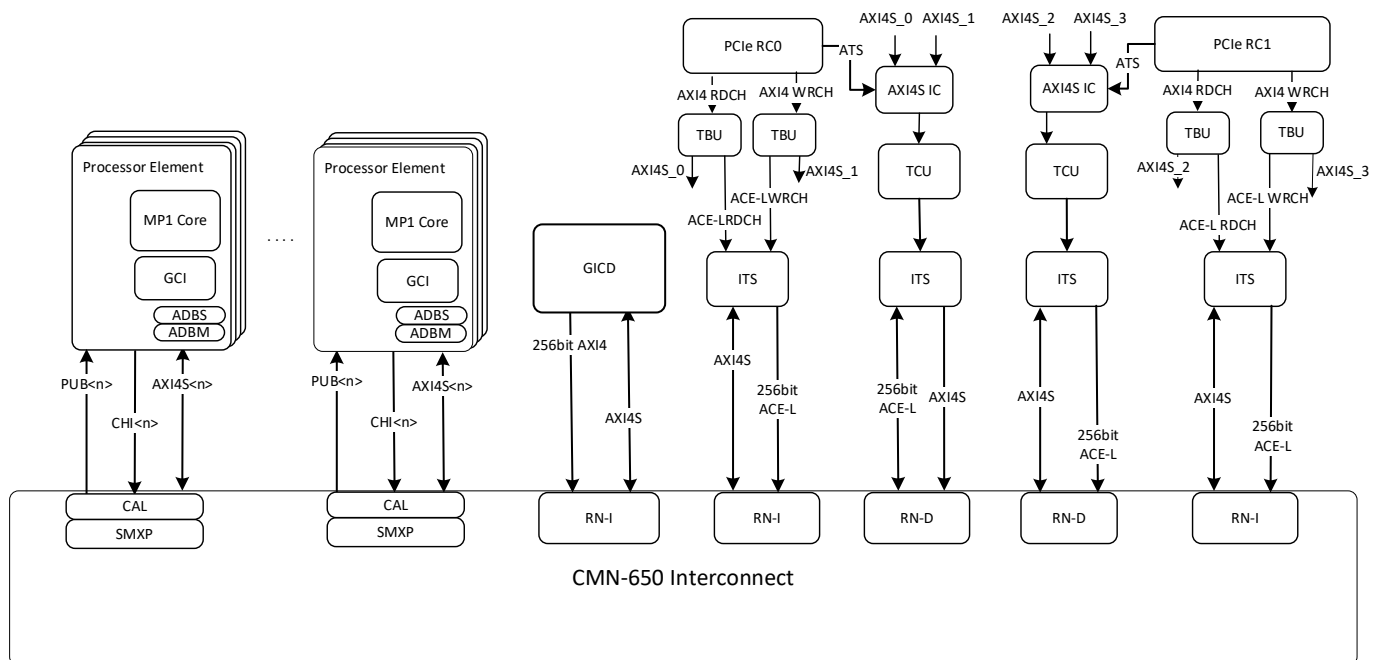 AXI4S_0 AXI4S_1
AXI4S_2 AXI4S_3
PCIe RC0
ATS
AXI4S IC
AXI4S IC
ATS
PCIe RC1
AXI4 RDCH
AXI4 WRCH
AXI4 RDCH
AXI4 WRCH
TBU
TBU
TBU
TBU
AXI4S_0
AXI4S_1
TCU
TCU
AXI4S_2
AXI4S_3
Processor Element
Processor Element
MP1 Core
MP1 Core
ACE-LWRCH
ACE-LRDCH
ACE-L WRCH
ACE-L RDCH
. . . .
GCI
GCI
GICD
ITS
ITS
ITS
ITS
ADBS
ADBM
ADBS
ADBM
256bit AXI4
AXI4S
PUB<n>
AXI4S<n>
CHI<n>
PUB<n>
AXI4S<n>
CHI<n>
AXI4S
256bit
ACE-L
256bit
ACE-L
AXI4S
AXI4S
256bit
ACE-L
AXI4S
256bit
ACE-L
CAL
SMXP
CAL
SMXP
RN-I
RN-I
RN-D
RN-D
RN-I
CMN-650 Interconnect